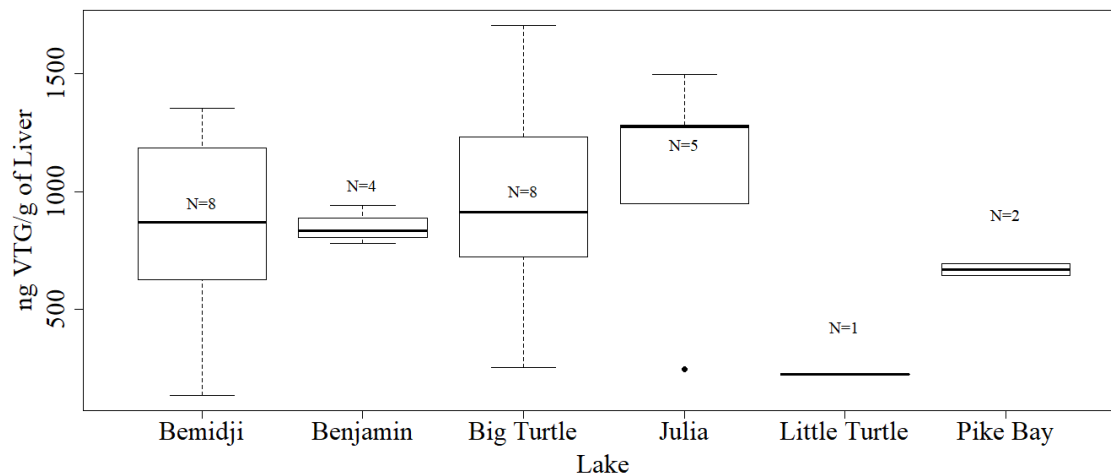 ng VTG/g of Liver
1500
1000
500
N=8
N=4
N=8
N=5
N=1
N=2
Bemidji Benjamin Big Turtle Julia Little Turtle Pike Bay
Lake